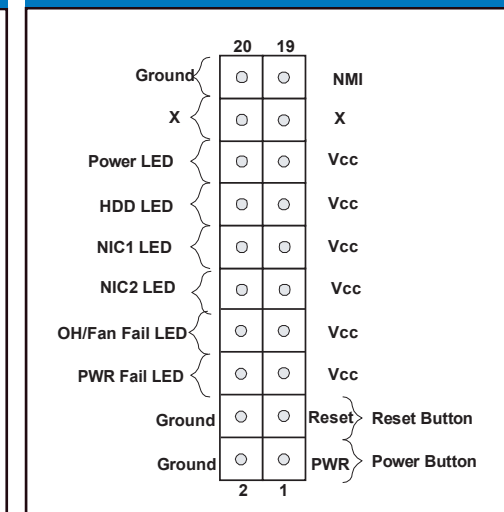 20 19
Ground NMI
X X
Power LED Vcc
HDD LED Vcc
NIC1 LED Vcc
NIC2 LED Vcc
OH/Fan Fail LED Vcc
PWR Fail LED Vcc
Ground Reset Reset Button
Ground PWR Power Button
2 1